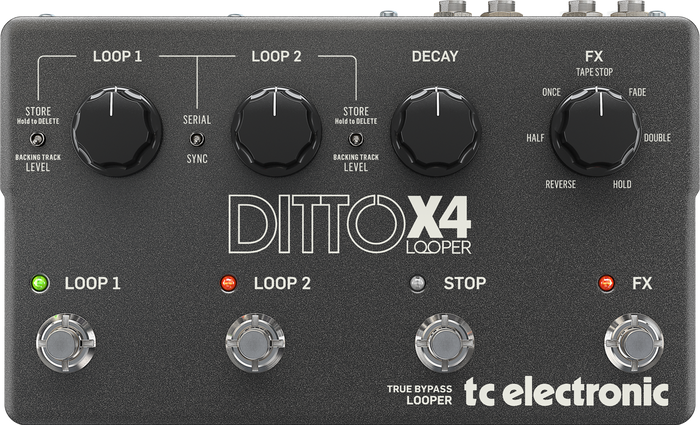 LOOP 1
LOOP 2
DECAY
FX
TAPE STOP
ONCE
FADE
STORE
Hold to DELETE
SERIAL
STORE
Hold to DELETE
HALF
DOUBLE
BACKING TRACK
LEVEL
SYNC
BACKING TRACK
LEVEL
REVERSE
HOLD
DITTO X4
LOOPER
LOOP 1
LOOP 2
STOP
FX
TRUE BYPASS
LOOPER
tc electronic